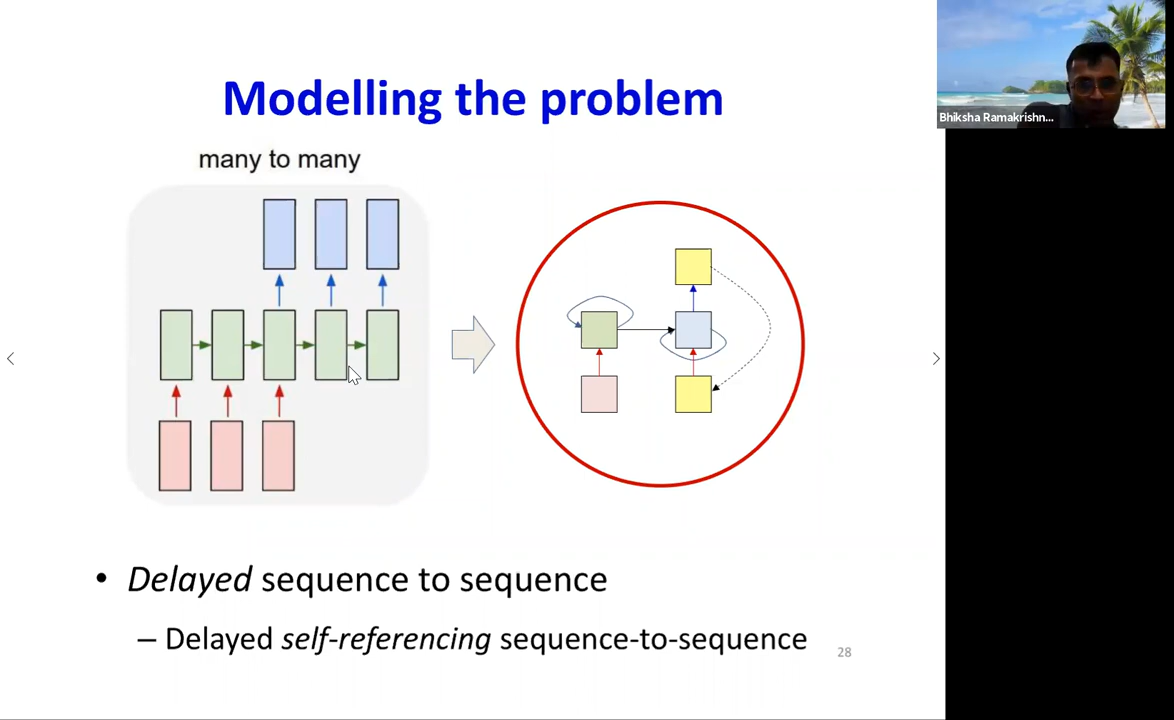 Modelling the problem
Bhiksha Ramakrishn...
many to many
• Delayed sequence to sequence
– Delayed self-referencing sequence-to-sequence
28